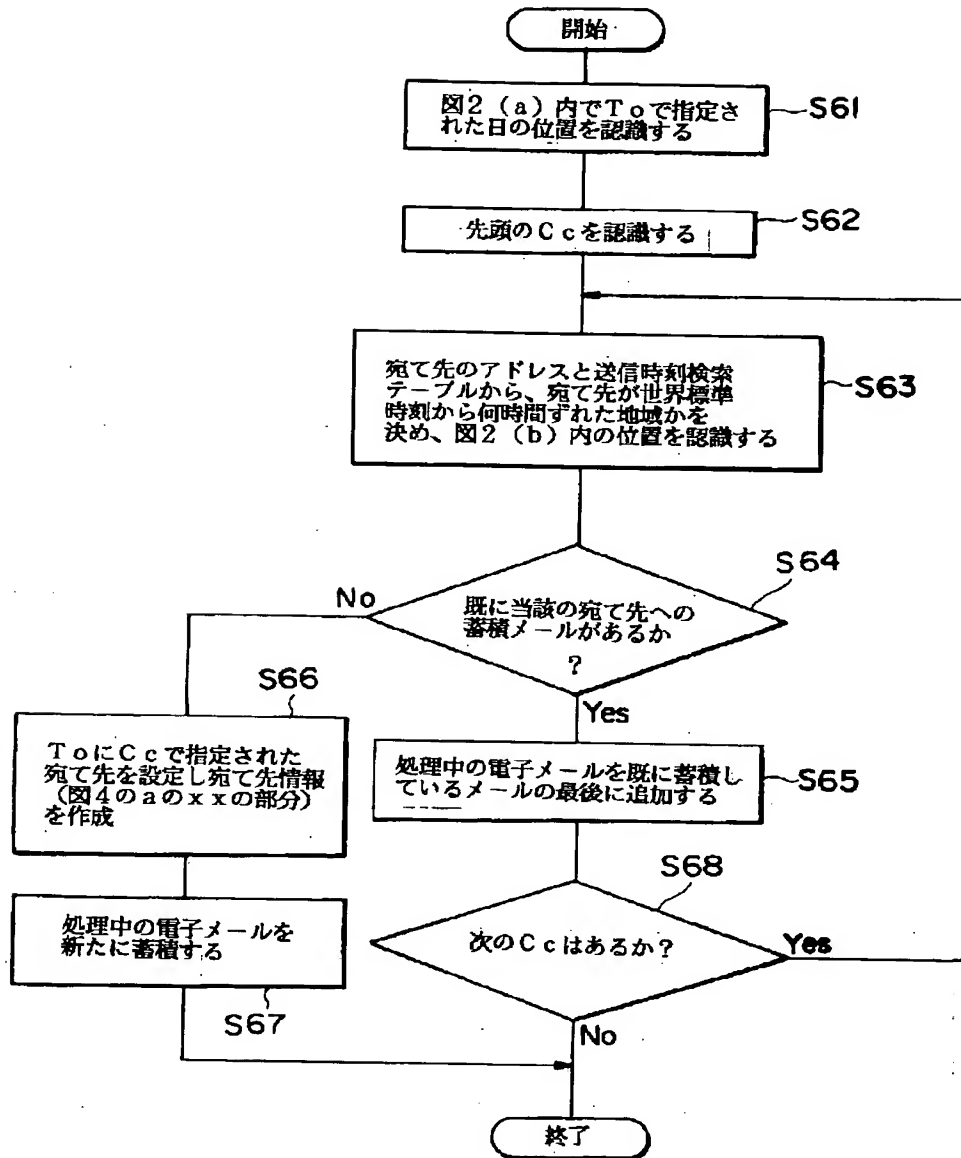 開始
図2(a)内でToで指定さ
れた日の位置を認識する
S61
先頭のCcを認識する
S62
宛て先のアドレスと送信時刻検索
テーブルから、宛て先が世界標準
時刻から何時間ずれた地域かを
決め、図2(b)内の位置を認識する
S63
S64
既に当該の宛て先への
蓄積メールがあるか
?
No
Yes
S66
ToにCcで指定された
宛て先を設定し宛て先情報
(図4のaのxxの部分)
を作成
処理中の電子メールを既に蓄積し
ているメールの最後に追加する
S65
処理中の電子メールを
新たに蓄積する
S67
S68
次のCcはあるか?
Yes
No
終了